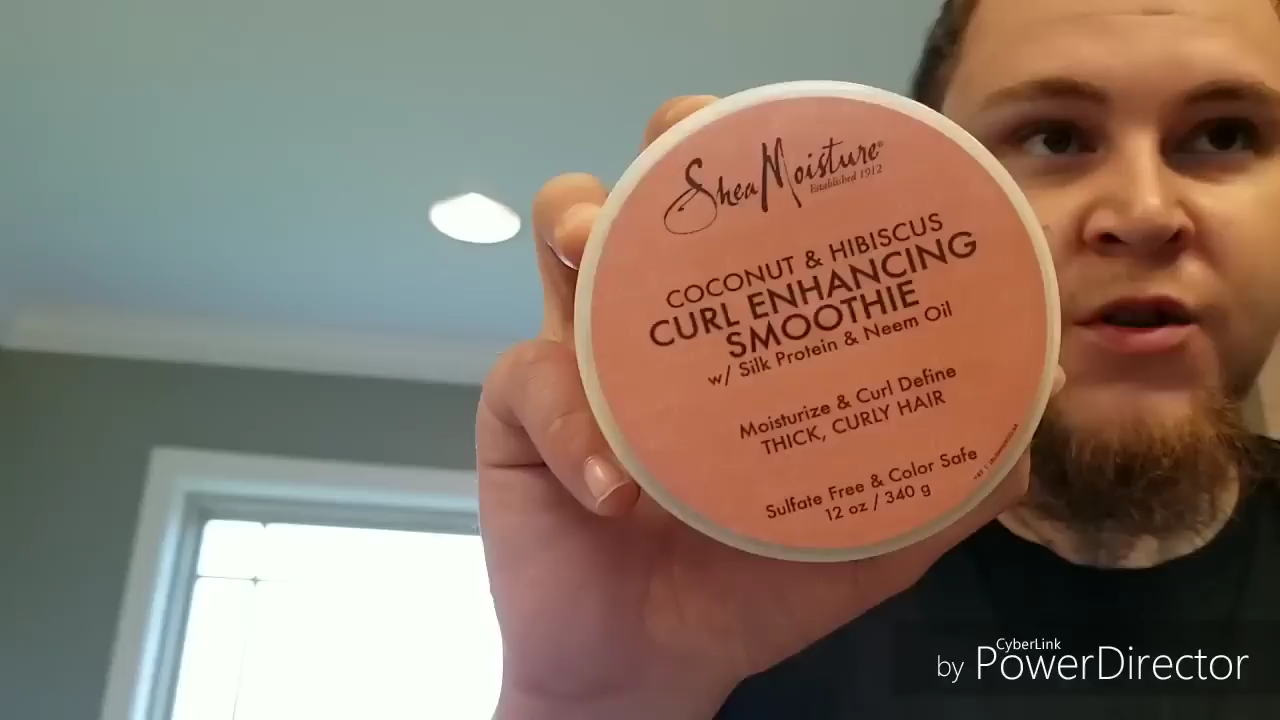 SheaMoisture®
Established 1912
COCONUT & HIBISCUS
CURL ENHANCING
SMOOTHIE
w/ Silk Protein & Neem Oil
Moisturize & Curl Define
THICK, CURLY HAIR
Sulfate Free & Color Safe
12 oz / 340 g
CyberLink
by PowerDirector